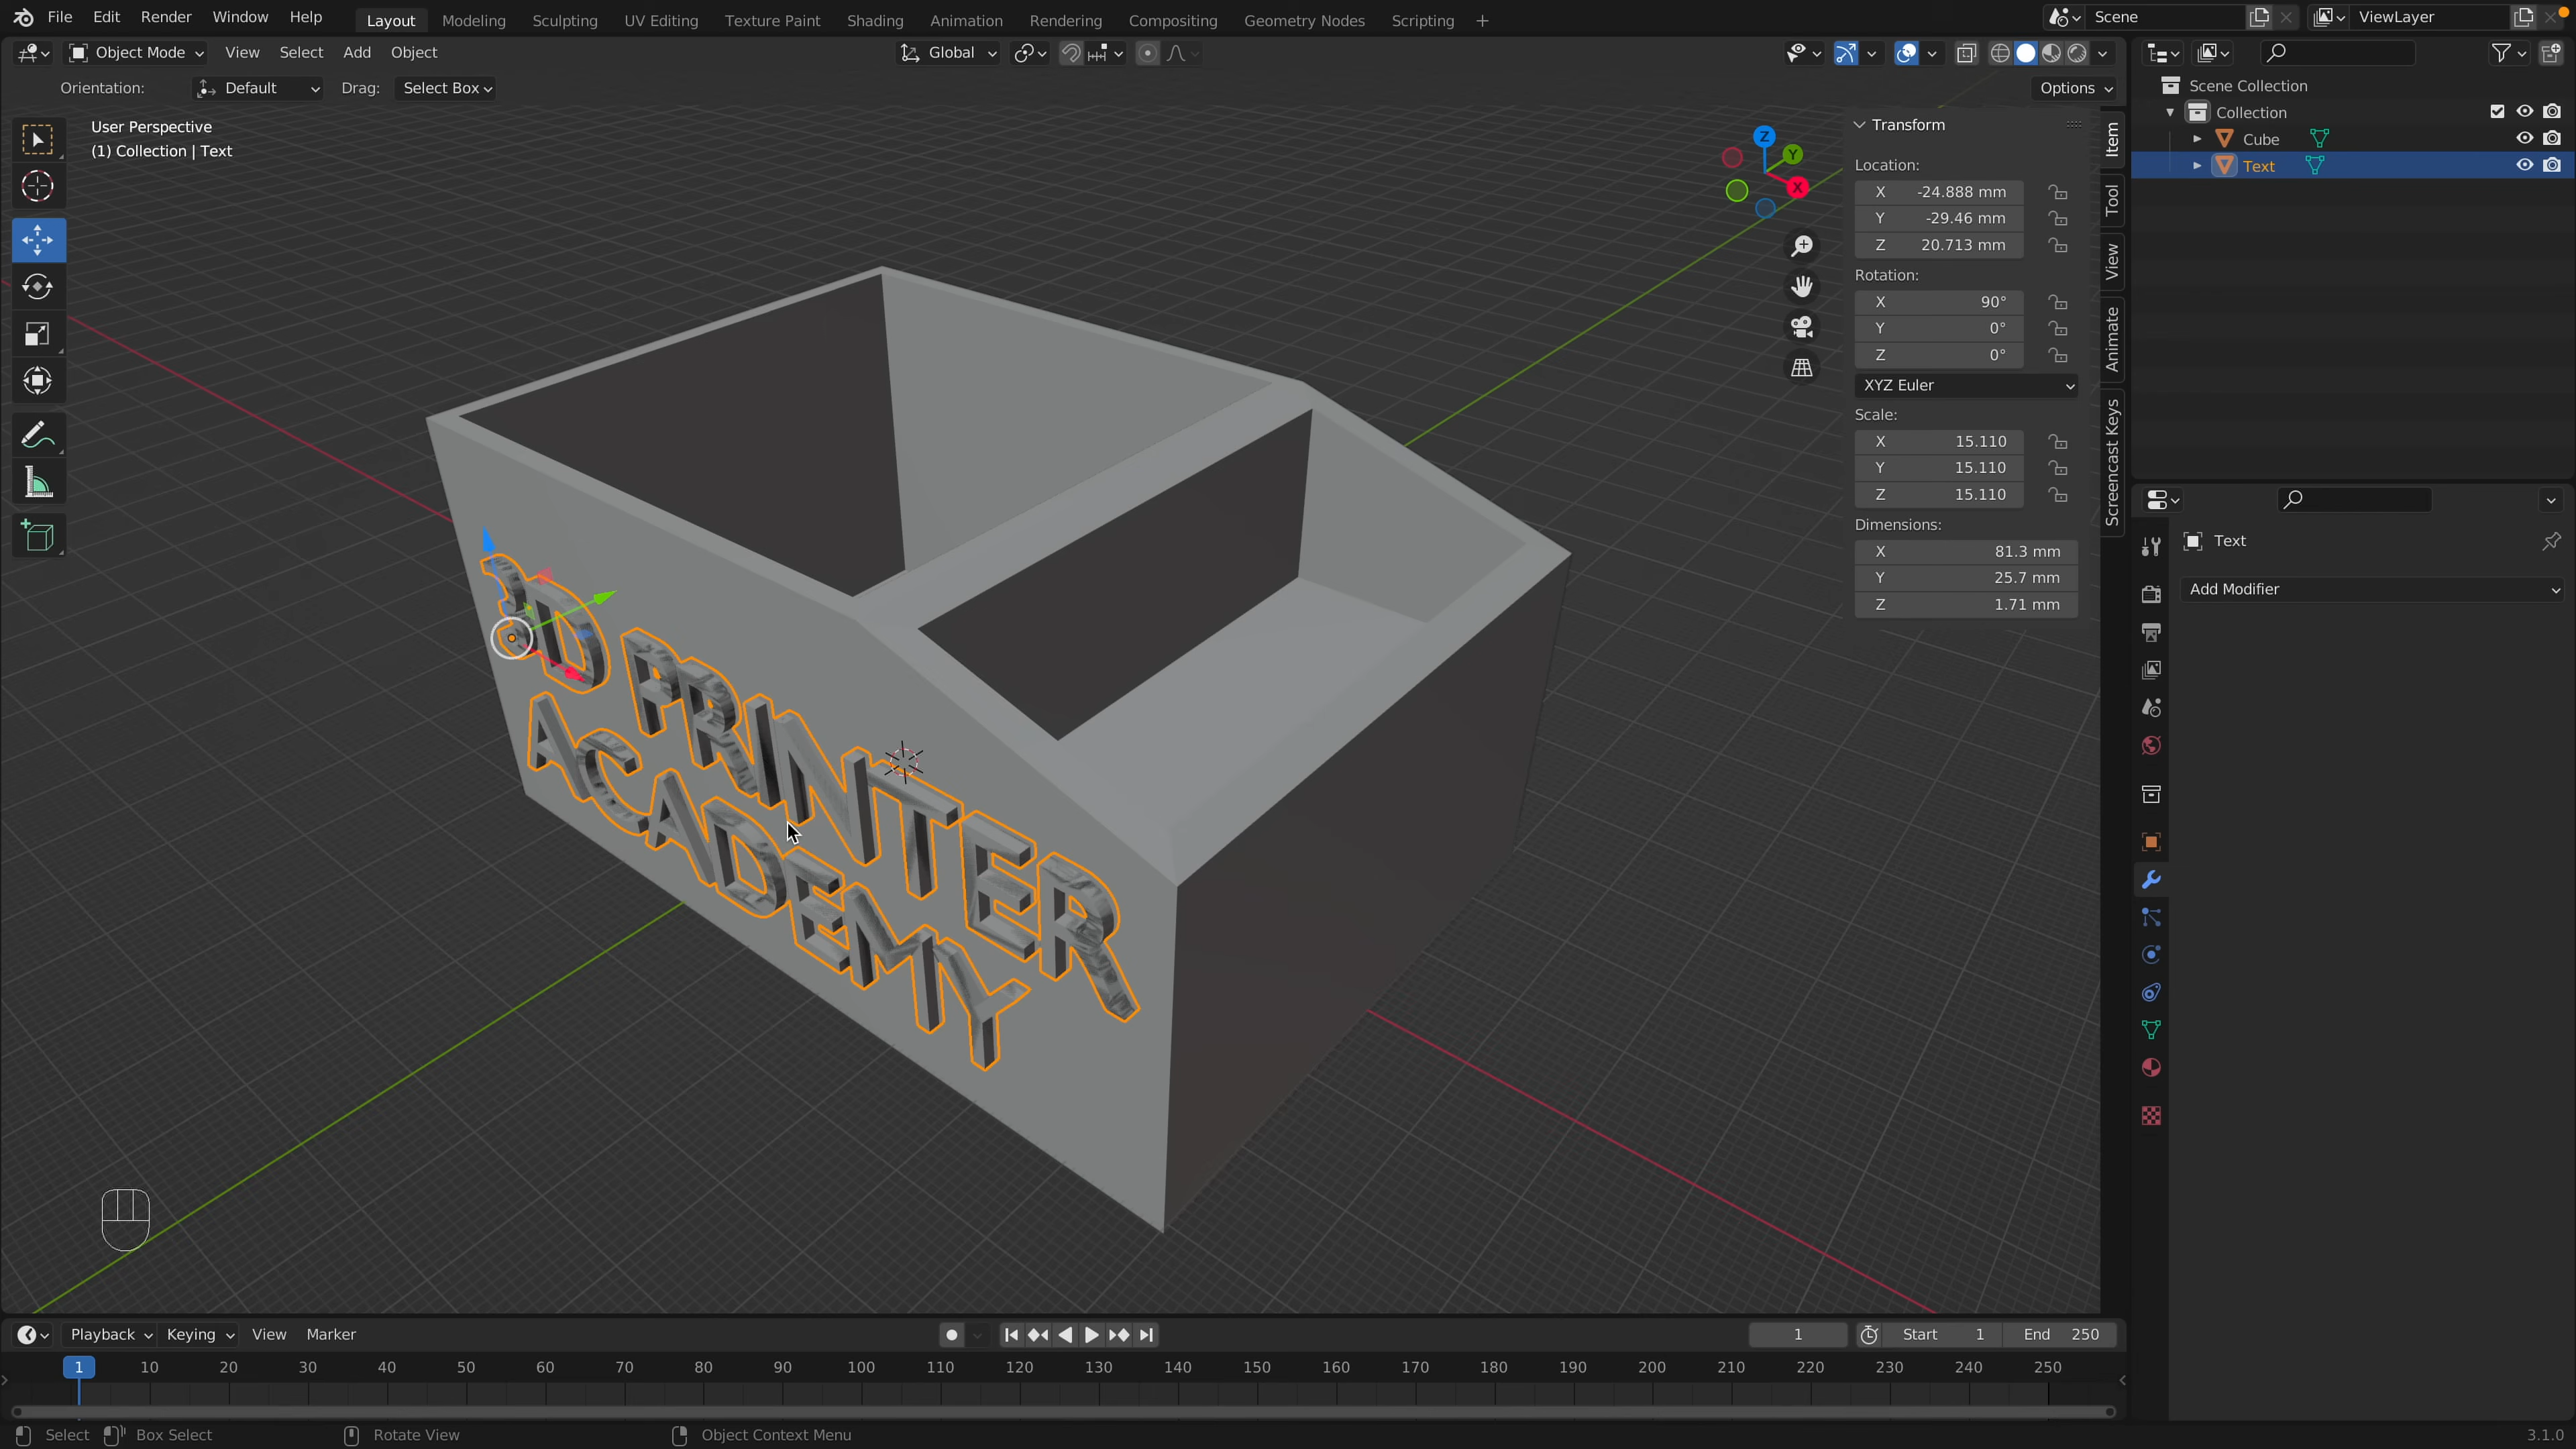 File Edit Render Window Help Layout Modeling Sculpting UV Editing Texture Paint Shading Animation Rendering Compositing Geometry Nodes Scripting + Scene ViewLayer
Object Mode View Select Add Object Global
Orientation: Default Drag: Select Box Options
User Perspective
(1) Collection | Text
Z
Y
X
3D PRINTER
ACADEMY
Transform
Location:
X -24.888 mm
Y -29.46 mm
Z 20.713 mm
Rotation:
X 90°
Y 0°
Z 0°
XYZ Euler
Scale:
X 15.110
Y 15.110
Z 15.110
Dimensions:
X 81.3 mm
Y 25.7 mm
Z 1.71 mm
Item
Tool
View
Animate
Screencast Keys
Scene Collection
Collection
Cube
Text
Text
Add Modifier
Playback Keying View Marker 1 Start 1 End 250
1 10 20 30 40 50 60 70 80 90 100 110 120 130 140 150 160 170 180 190 200 210 220 230 240 250
Select Box Select Rotate View Object Context Menu 3.1.0